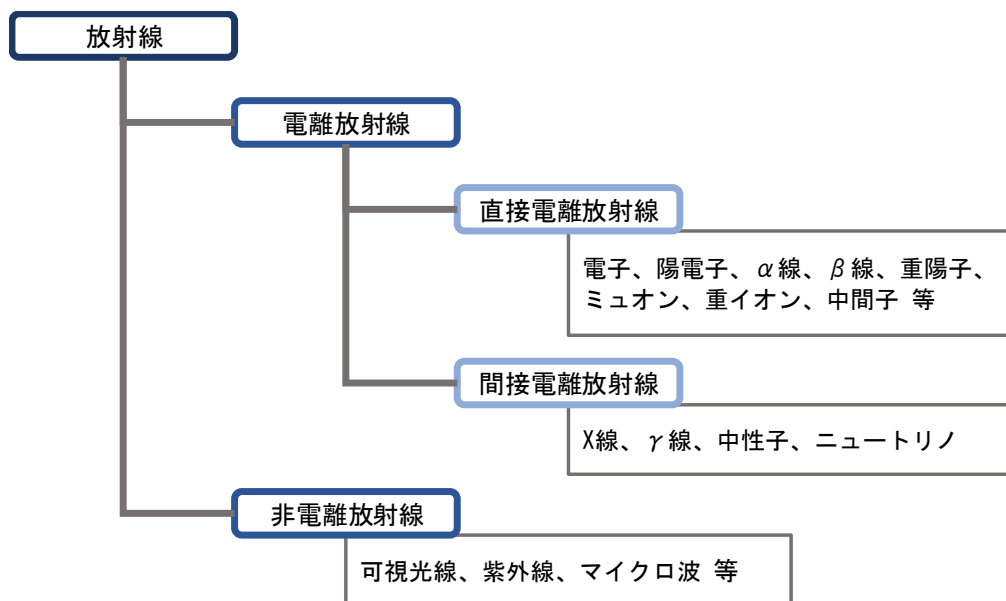 放射線
電離放射線
直接電離放射線
電子、陽電子、α線、β線、重陽子、
ミュオン、重イオン、中間子 等
間接電離放射線
X線、γ線、中性子、ニュートリノ
非電離放射線
可視光線、紫外線、マイクロ波 等